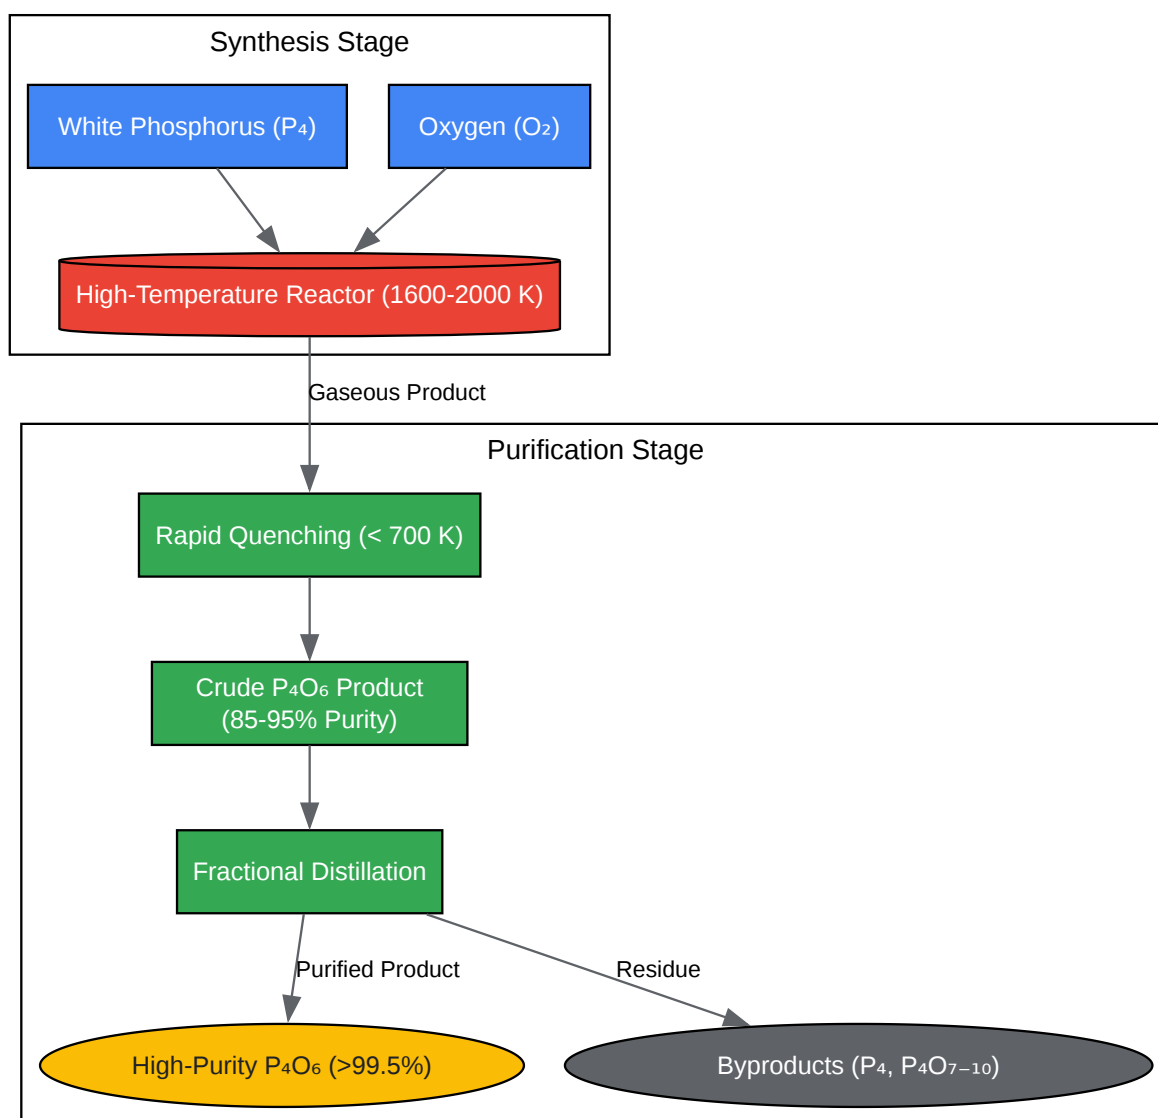 Synthesis Stage
White Phosphorus (P₄)
Oxygen (O₂)
High-Temperature Reactor (1600-2000 K)
Gaseous Product
Purification Stage
Rapid Quenching (< 700 K)
Crude P₄O₆ Product
(85-95% Purity)
Fractional Distillation
Purified Product
Residue
High-Purity P₄O₆ (>99.5%)
Byproducts (P₄, P₄O₇₋₁₀)